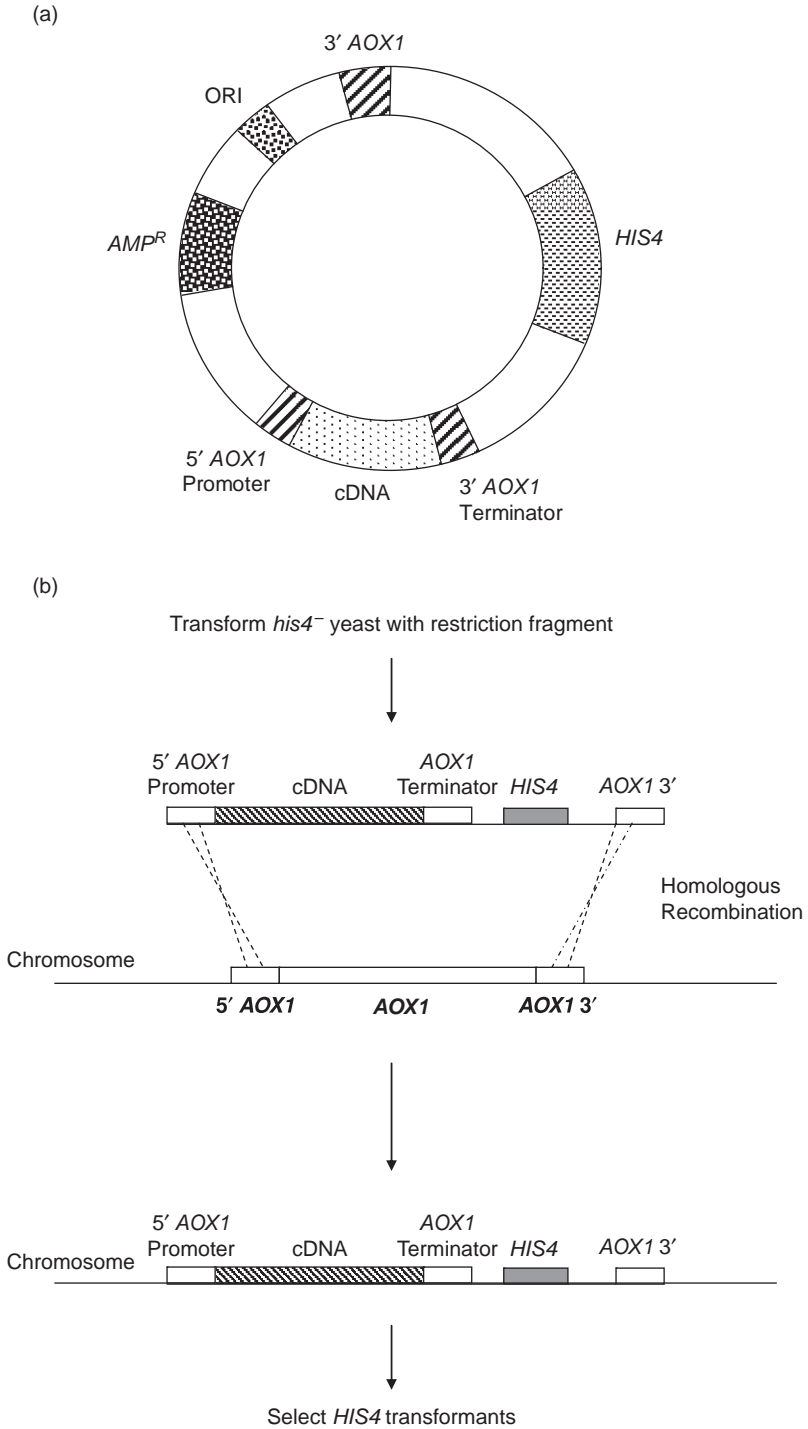 (a)
3′ AOX1
ORI
AMPᴿ
HIS4
5′ AOX1
Promoter
cDNA
3′ AOX1
Terminator
(b)
Transform his4⁻ yeast with restriction fragment
5′ AOX1
Promoter
cDNA
AOX1
Terminator
HIS4
AOX1 3′
Homologous
Recombination
Chromosome
5′ AOX1
AOX1
AOX1 3′
5′ AOX1
Promoter
cDNA
AOX1
Terminator
HIS4
AOX1 3′
Chromosome
Select HIS4 transformants